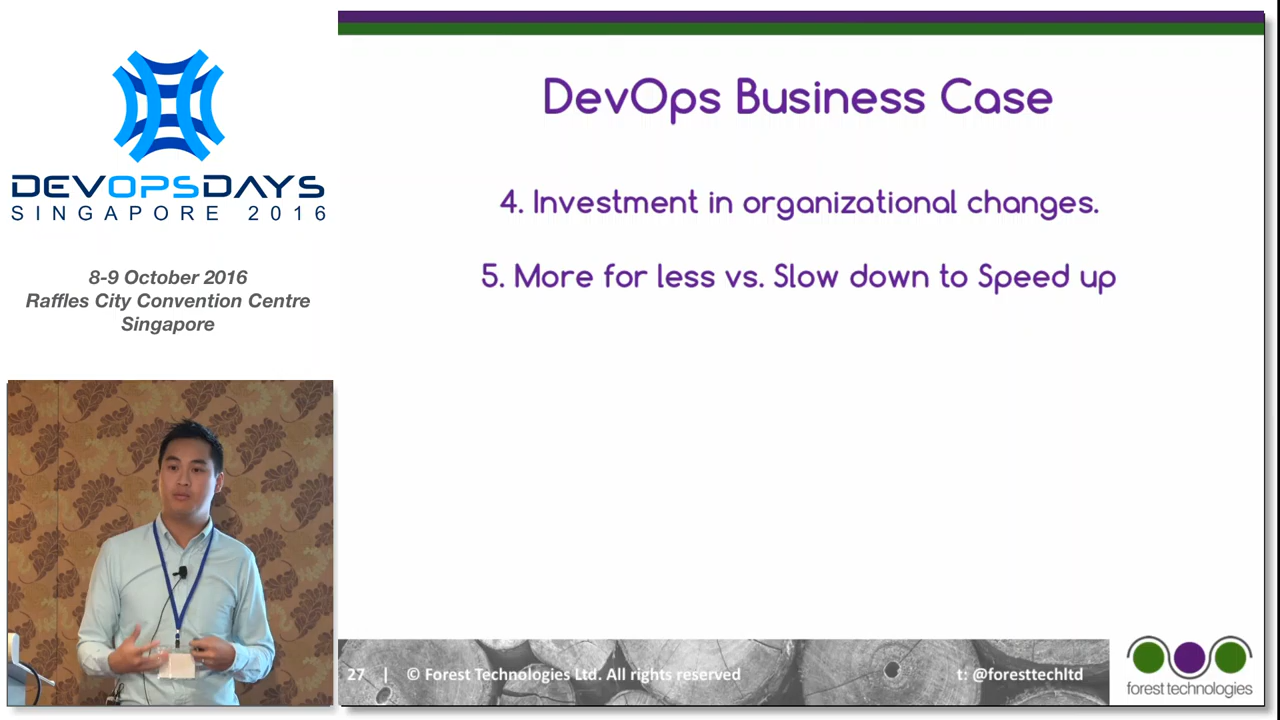 DEVOPSDAYS
SINGAPORE 2016
8-9 October 2016
Raffles City Convention Centre
Singapore
DevOps Business Case
4. Investment in organizational changes.
5. More for less vs. Slow down to Speed up
27 | © Forest Technologies Ltd. All rights reserved
t: @foresttechltd
forest technologies